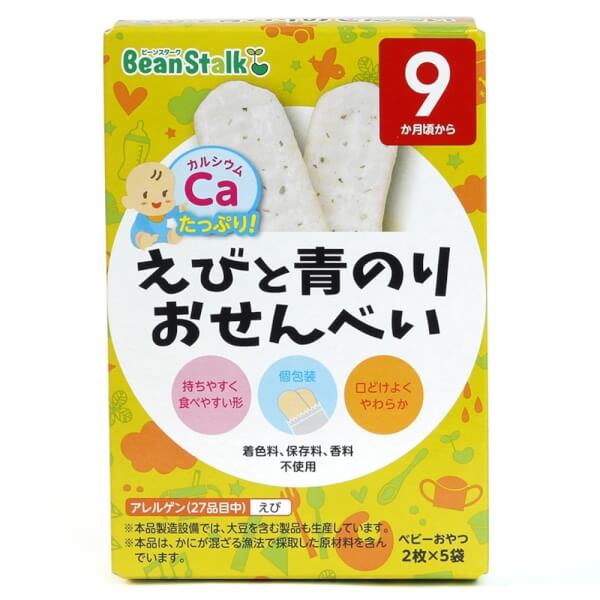 ビーンスターク
BeanStalk
9
か月頃から
カルシウム
Ca
たっぷり!
えびと青のり
おせんべい
持ちやすく
食べやすい形
個包装
口どけよく
やわらか
着色料、保存料、香料
不使用
アレルゲン(27品目中) えび
※本品製造設備では、大豆を含む製品も生産しています。
※本品は、かにが混ざる漁法で採取した原材料を含ん
でいます。
ベビーおやつ
2枚×5袋